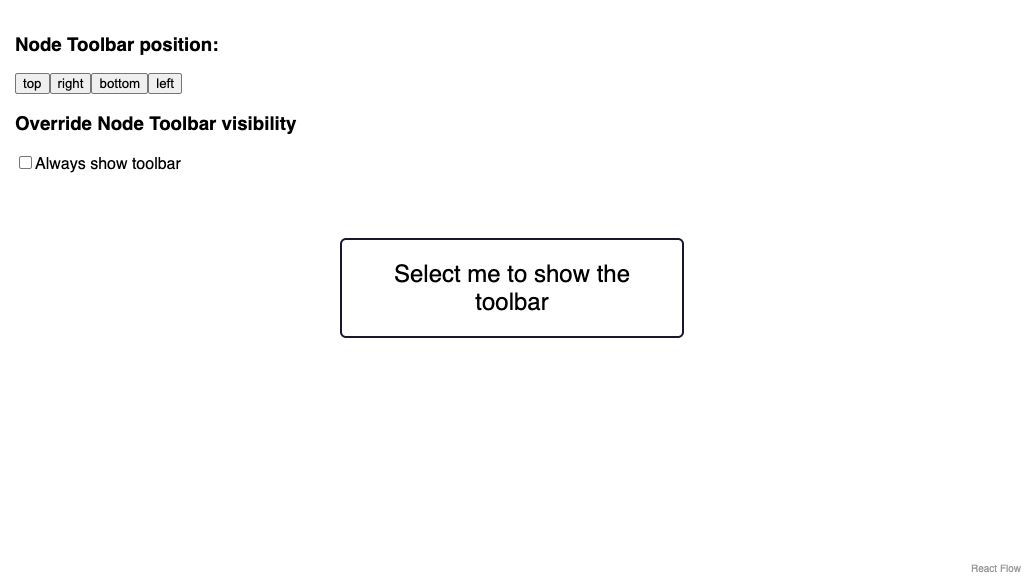 Node Toolbar position:
top right bottom left
Override Node Toolbar visibility
Always show toolbar
Select me to show the
toolbar
React Flow